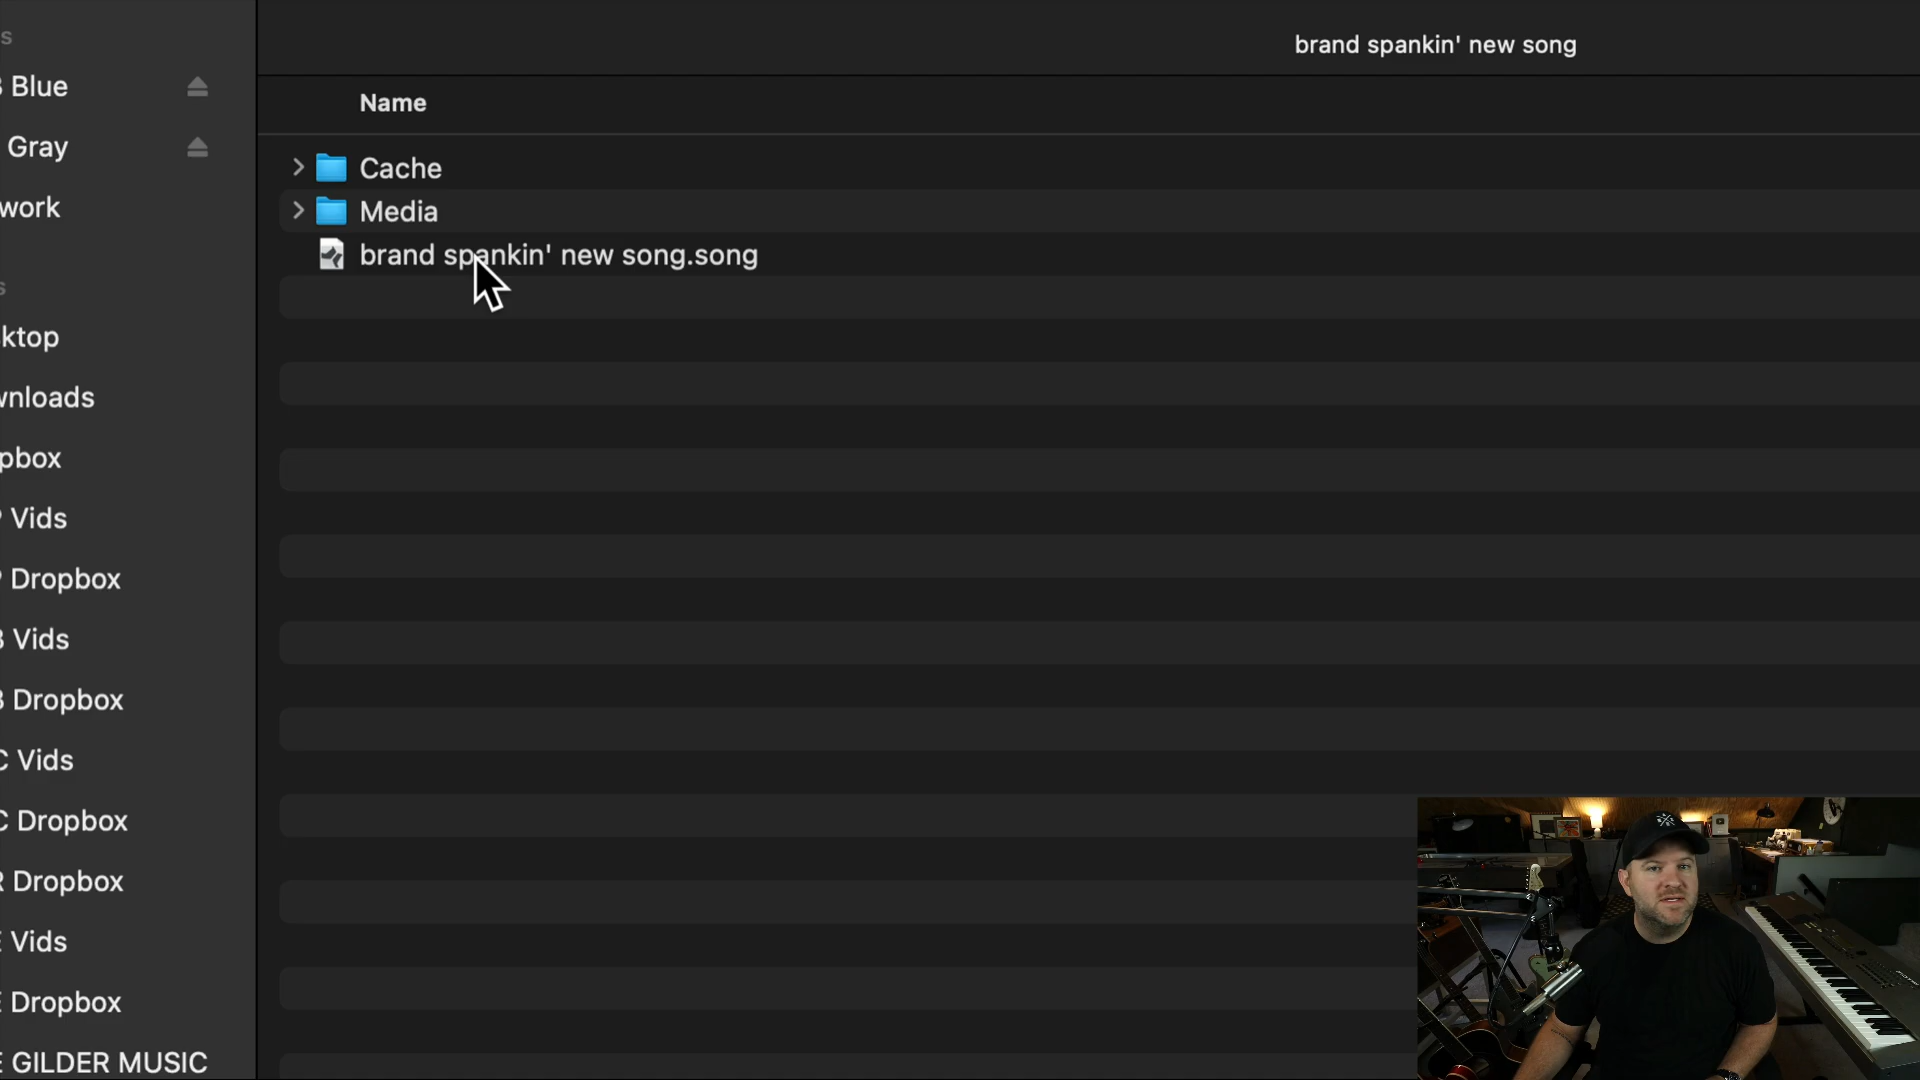 brand spankin' new song
Blue
Gray
work
Name
Cache
Media
brand spankin' new song.song
ktop
wnloads
pbox
Vids
Dropbox
Vids
Dropbox
C Vids
C Dropbox
R Dropbox
Vids
Dropbox
E GILDER MUSIC